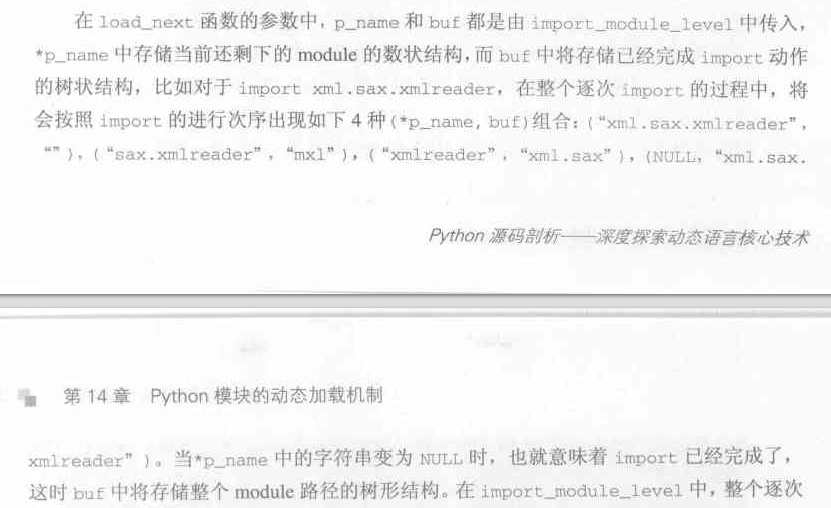 在 load_next 函数的参数中，p_name 和 buf 都是由 import_module_level 中传入，
*p_name 中存储当前还剩下的 module 的数状结构，而 buf 中将存储已经完成 import 动作
的树状结构，比如对于 import xml.sax.xmlreader，在整个逐次 import 的过程中，将
会按照 import 的进行次序出现如下 4 种(*p_name, buf)组合：(“xml.sax.xmlreader”，
“”)，(“sax.xmlreader”，“mxl”)，(“xmlreader”，“xml.sax”)，(NULL，“xml.sax.
Python 源码剖析——深度探索动态语言核心技术
第 14 章 Python 模块的动态加载机制
xmlreader”)。当*p_name 中的字符串变为 NULL 时，也就意味着 import 已经完成了，
这时 buf 中将存储整个 module 路径的树形结构。在 import_module_level 中，整个逐次